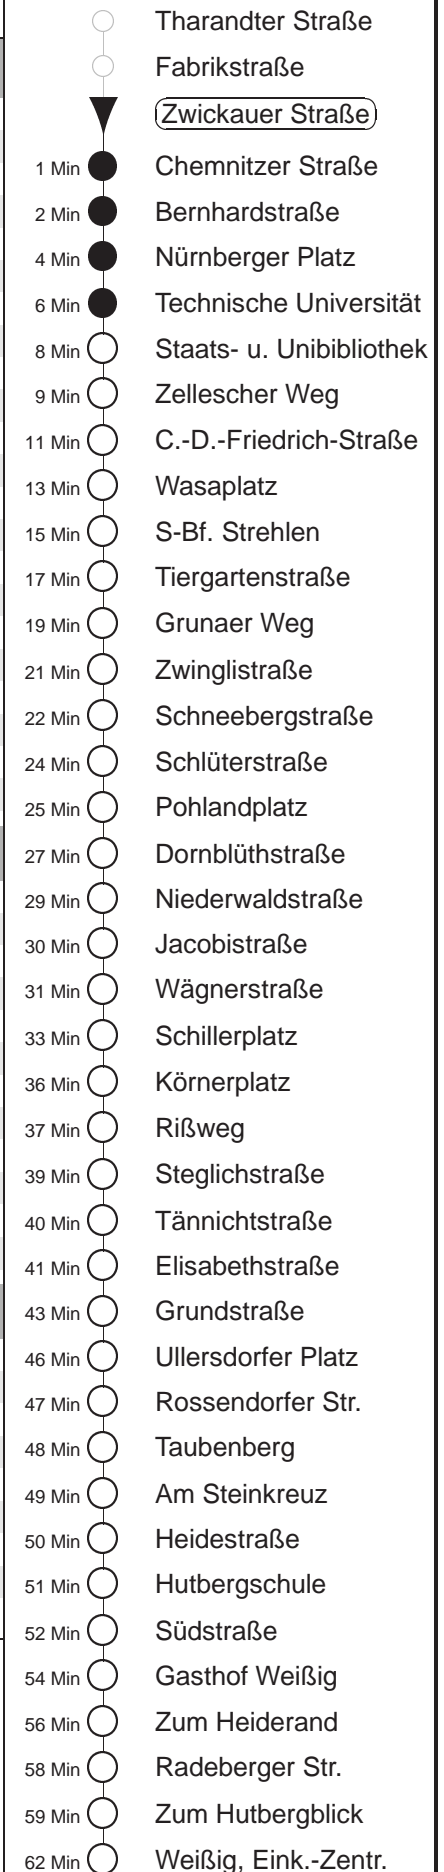 Tharandter Straße
Fabrikstraße
Zwickauer Straße
1 Min Chemnitzer Straße
2 Min Bernhardstraße
4 Min Nürnberger Platz
6 Min Technische Universität
8 Min Staats- u. Unibibliothek
9 Min Zellescher Weg
11 Min C.-D.-Friedrich-Straße
13 Min Wasaplatz
15 Min S-Bf. Strehlen
17 Min Tiergartenstraße
19 Min Grunaer Weg
21 Min Zwinglistraße
22 Min Schneebergstraße
24 Min Schlüterstraße
25 Min Pohlandplatz
27 Min Dornblüthstraße
29 Min Niederwaldstraße
30 Min Jacobistraße
31 Min Wägnerstraße
33 Min Schillerplatz
36 Min Körnerplatz
37 Min Rißweg
39 Min Steglichstraße
40 Min Tännichtstraße
41 Min Elisabethstraße
43 Min Grundstraße
46 Min Ullersdorfer Platz
47 Min Rossendorfer Str.
48 Min Taubenberg
49 Min Am Steinkreuz
50 Min Heidestraße
51 Min Hutbergschule
52 Min Südstraße
54 Min Gasthof Weißig
56 Min Zum Heiderand
58 Min Radeberger Str.
59 Min Zum Hutbergblick
62 Min Weißig, Eink.-Zentr.